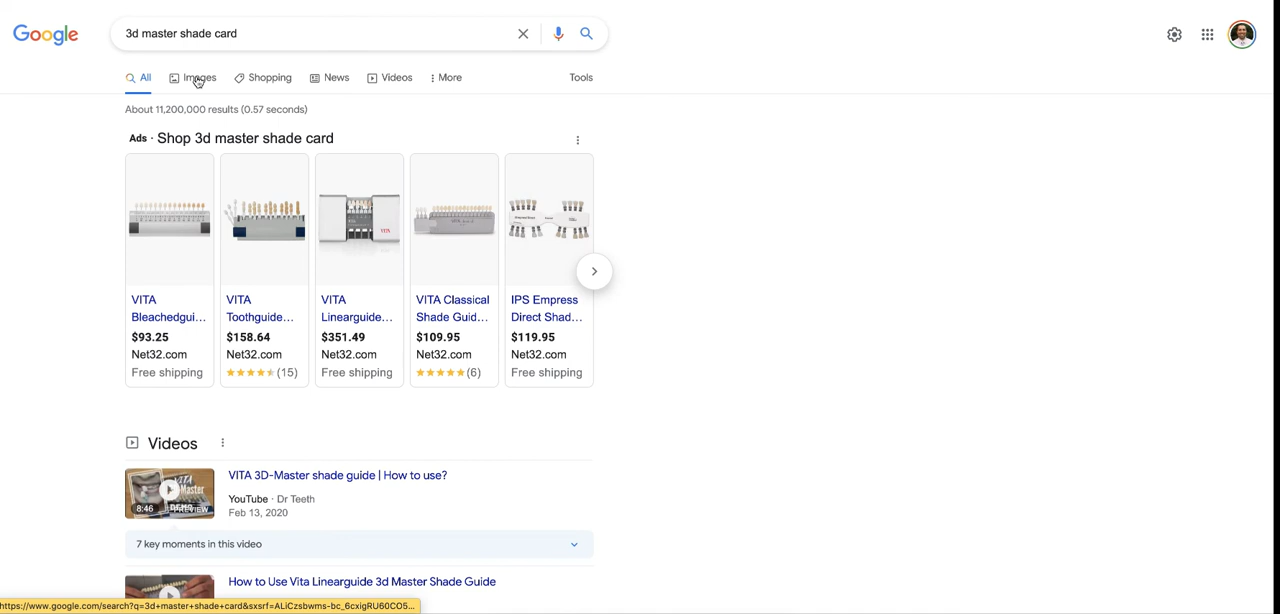 Google
3d master shade card
All Images Shopping News Videos More Tools
About 11,200,000 results (0.57 seconds)
Ads · Shop 3d master shade card
VITA
Bleachedgui...
$93.25
Net32.com
Free shipping
VITA
Toothguide...
$158.64
Net32.com
(15)
VITA
Linearguide...
$351.49
Net32.com
Free shipping
VITA Classical
Shade Guid...
$109.95
Net32.com
(6)
IPS Empress
Direct Shad...
$119.95
Net32.com
Free shipping
Videos
VITA 3D-Master shade guide | How to use?
YouTube · Dr Teeth
Feb 13, 2020
8:46
PREVIEW
7 key moments in this video
How to Use Vita Linearguide 3d Master Shade Guide
https://www.google.com/search?q=3d+master+shade+card&sxsrf=ALiCzsbwms-bc_6cxigRU60CO5...